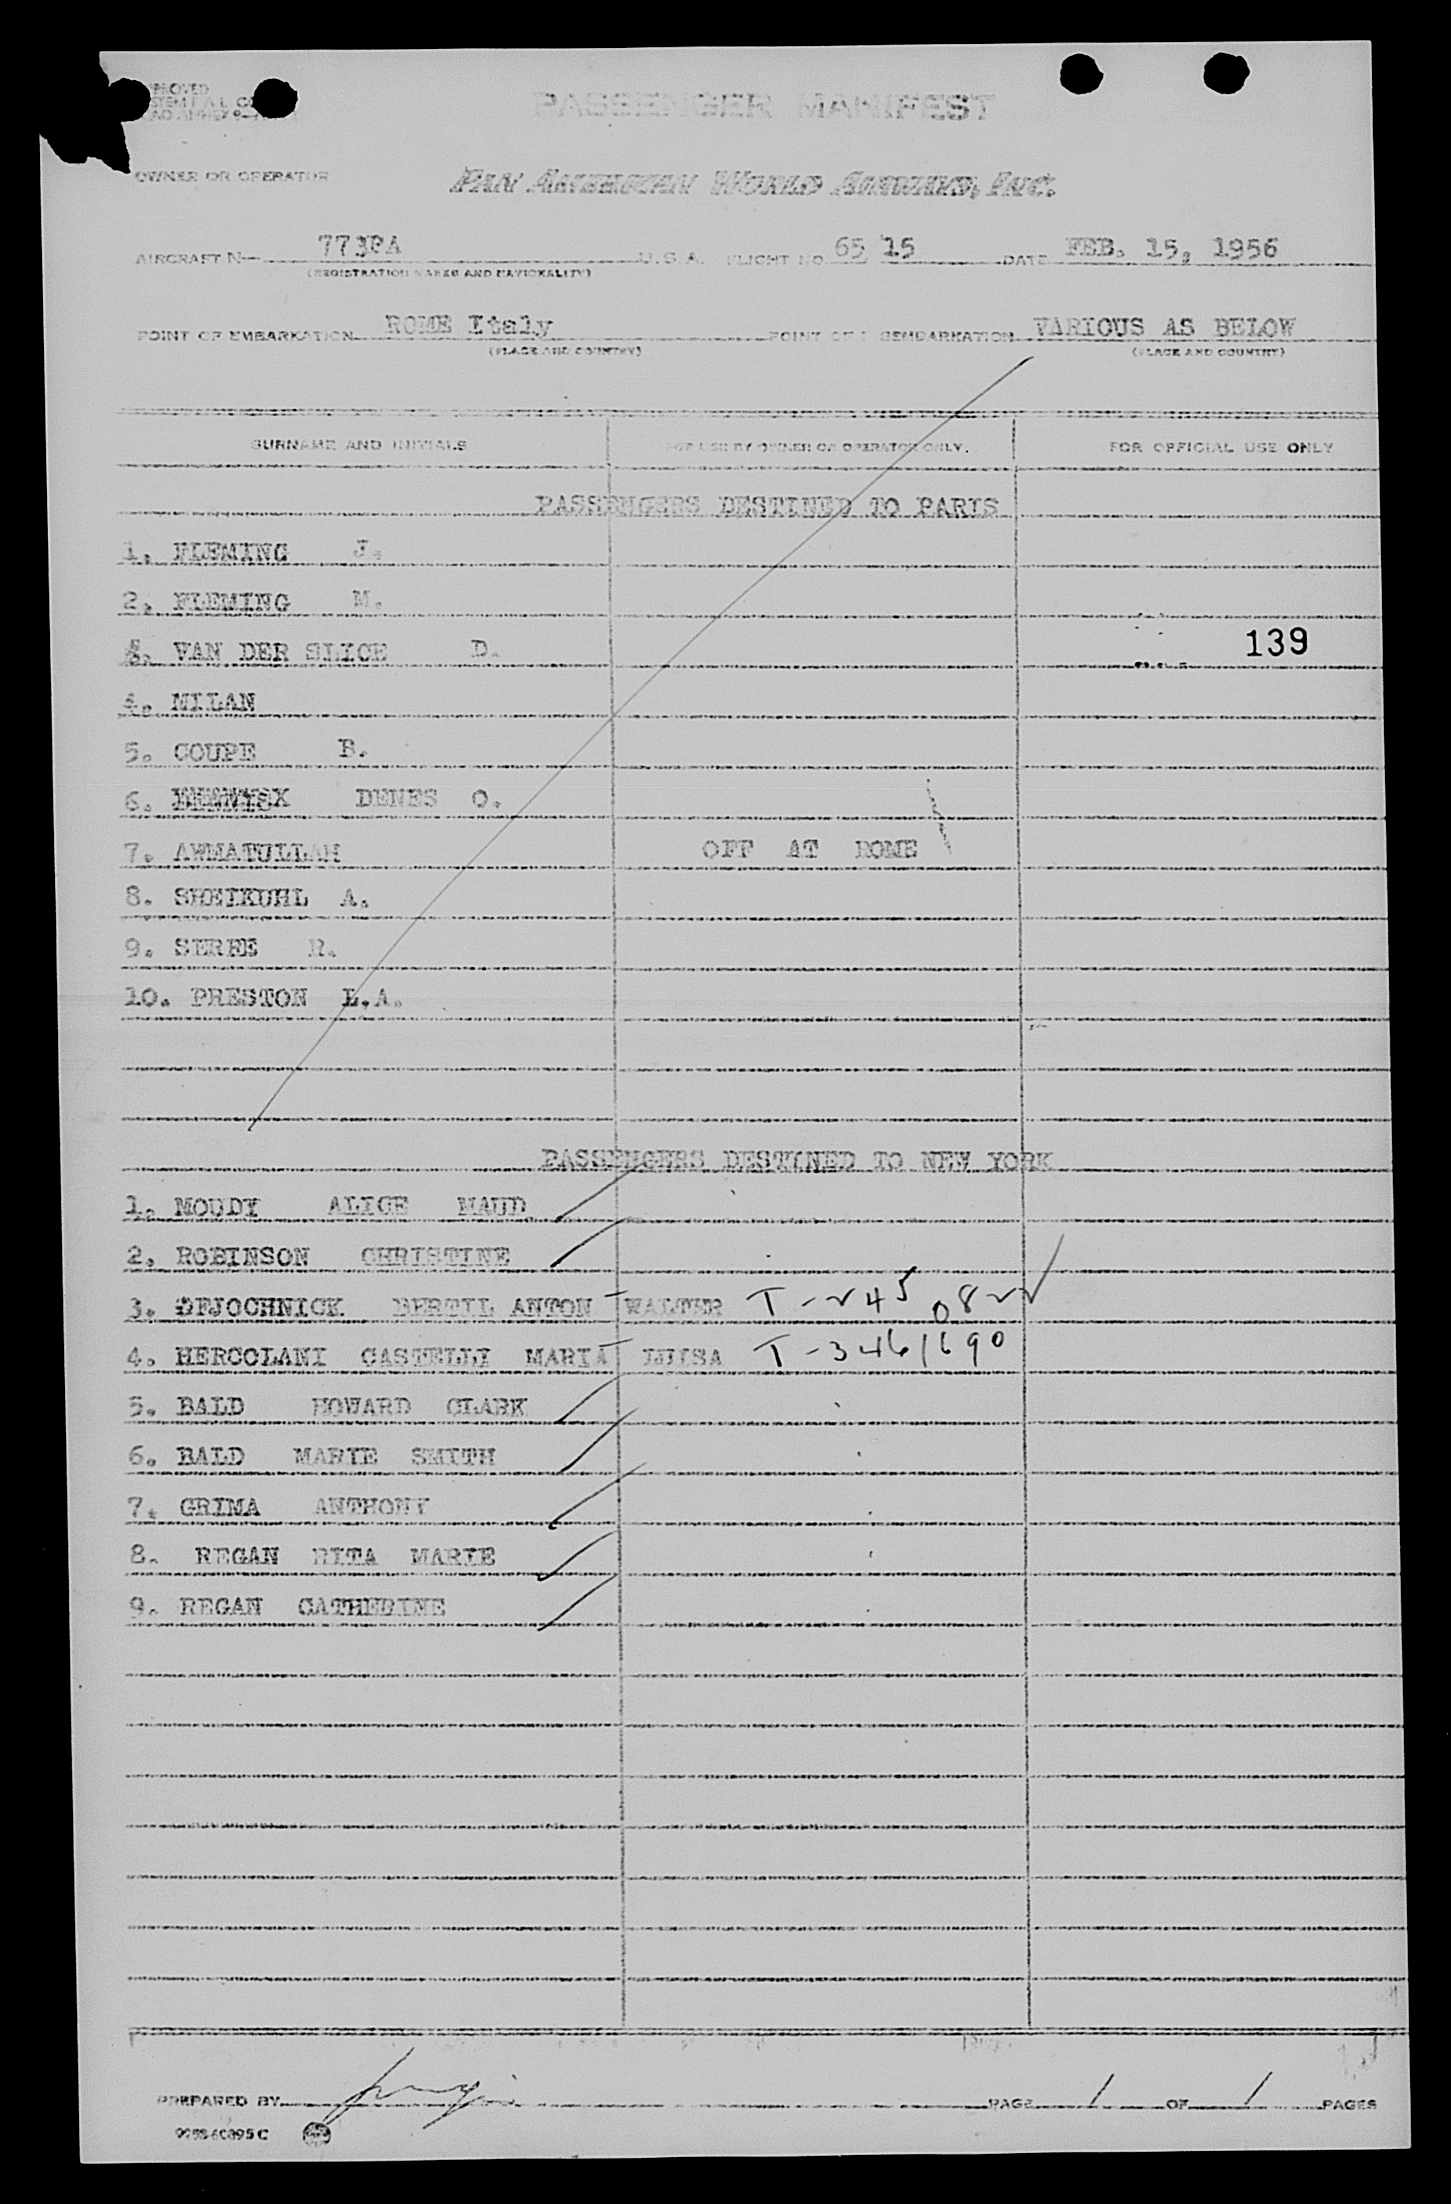 PASSENGER MANIFEST
OWNER OR OPERATOR PAN AMERICAN WORLD AIRWAYS, INC.
AIRCRAFT N— 773PA U. S. A. FLIGHT NO 65 15 DATE FEB. 15, 1956
(REGISTRATION MARKS AND NATIONALITY)
POINT OF EMBARKATION ROME Italy POINT OF DISEMBARKATION VARIOUS AS BELOW
(PLACE AND COUNTRY) (PLACE AND COUNTRY)
SURNAME AND INITIALS FOR USE BY OWNER OR OPERATOR ONLY. FOR OFFICIAL USE ONLY
PASSENGERS DESTINED TO PARIS
1. FLEMING J.
2. FLEMING M.
3. VAN DER SLICE D. 139
4. MILAN
5. COUPE B.
6. DENES O.
7. AWMATULLAH OFF AT ROME
8. SHEIKUHL A.
9. SEREE R.
10. PRESTON L.A.
PASSENGERS DESTINED TO NEW YORK
1. MOUDY ALICE MAUD
2. ROBINSON CHRISTINE
3. DEJOCHNICK BERTIL ANTON WALTER T-
4. HERCOLANI CASTELLI MARIA LUISA T-3461690
5. BALD HOWARD CLARK
6. BALD MARIE SMITH
7. GRIMA ANTHONY
8. REGAN RITA MARIE
9. REGAN CATHERINE
PREPARED BY PAGE 1 OF 1 PAGES